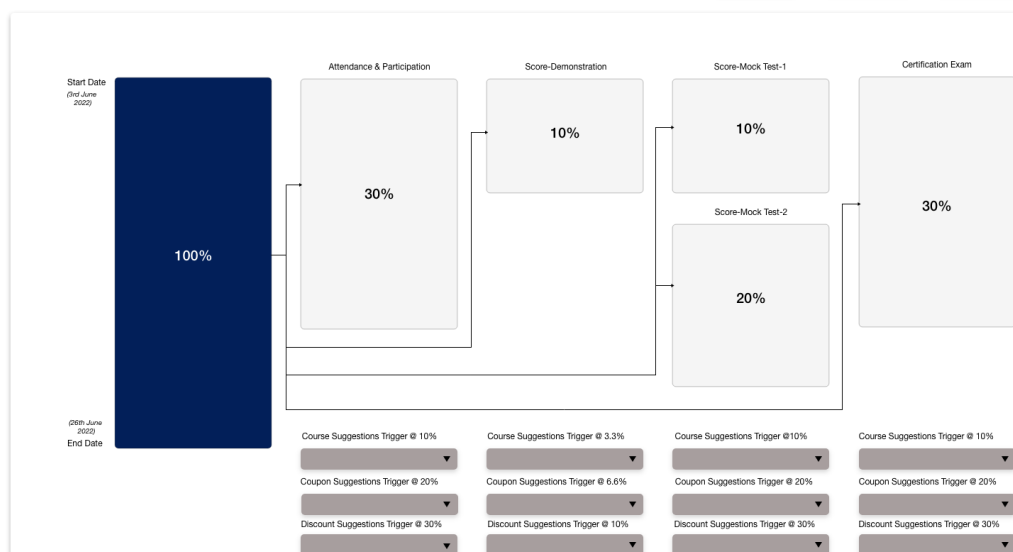 Attendance & Participation
Score-Demonstration
Score-Mock Test-1
Certification Exam
Start Date
(3rd June
2022)
10%
10%
30%
30%
Score-Mock Test-2
100%
20%
(26th June
2022)
End Date
Course Suggestions Trigger @ 10%
Course Suggestions Trigger @ 3.3%
Course Suggestions Trigger @10%
Course Suggestions Trigger @ 10%
Coupon Suggestions Trigger @ 20%
Coupon Suggestions Trigger @ 6.6%
Coupon Suggestions Trigger @ 20%
Coupon Suggestions Trigger @ 20%
Discount Suggestions Trigger @ 30%
Discount Suggestions Trigger @ 10%
Discount Suggestions Trigger @ 30%
Discount Suggestions Trigger @ 30%